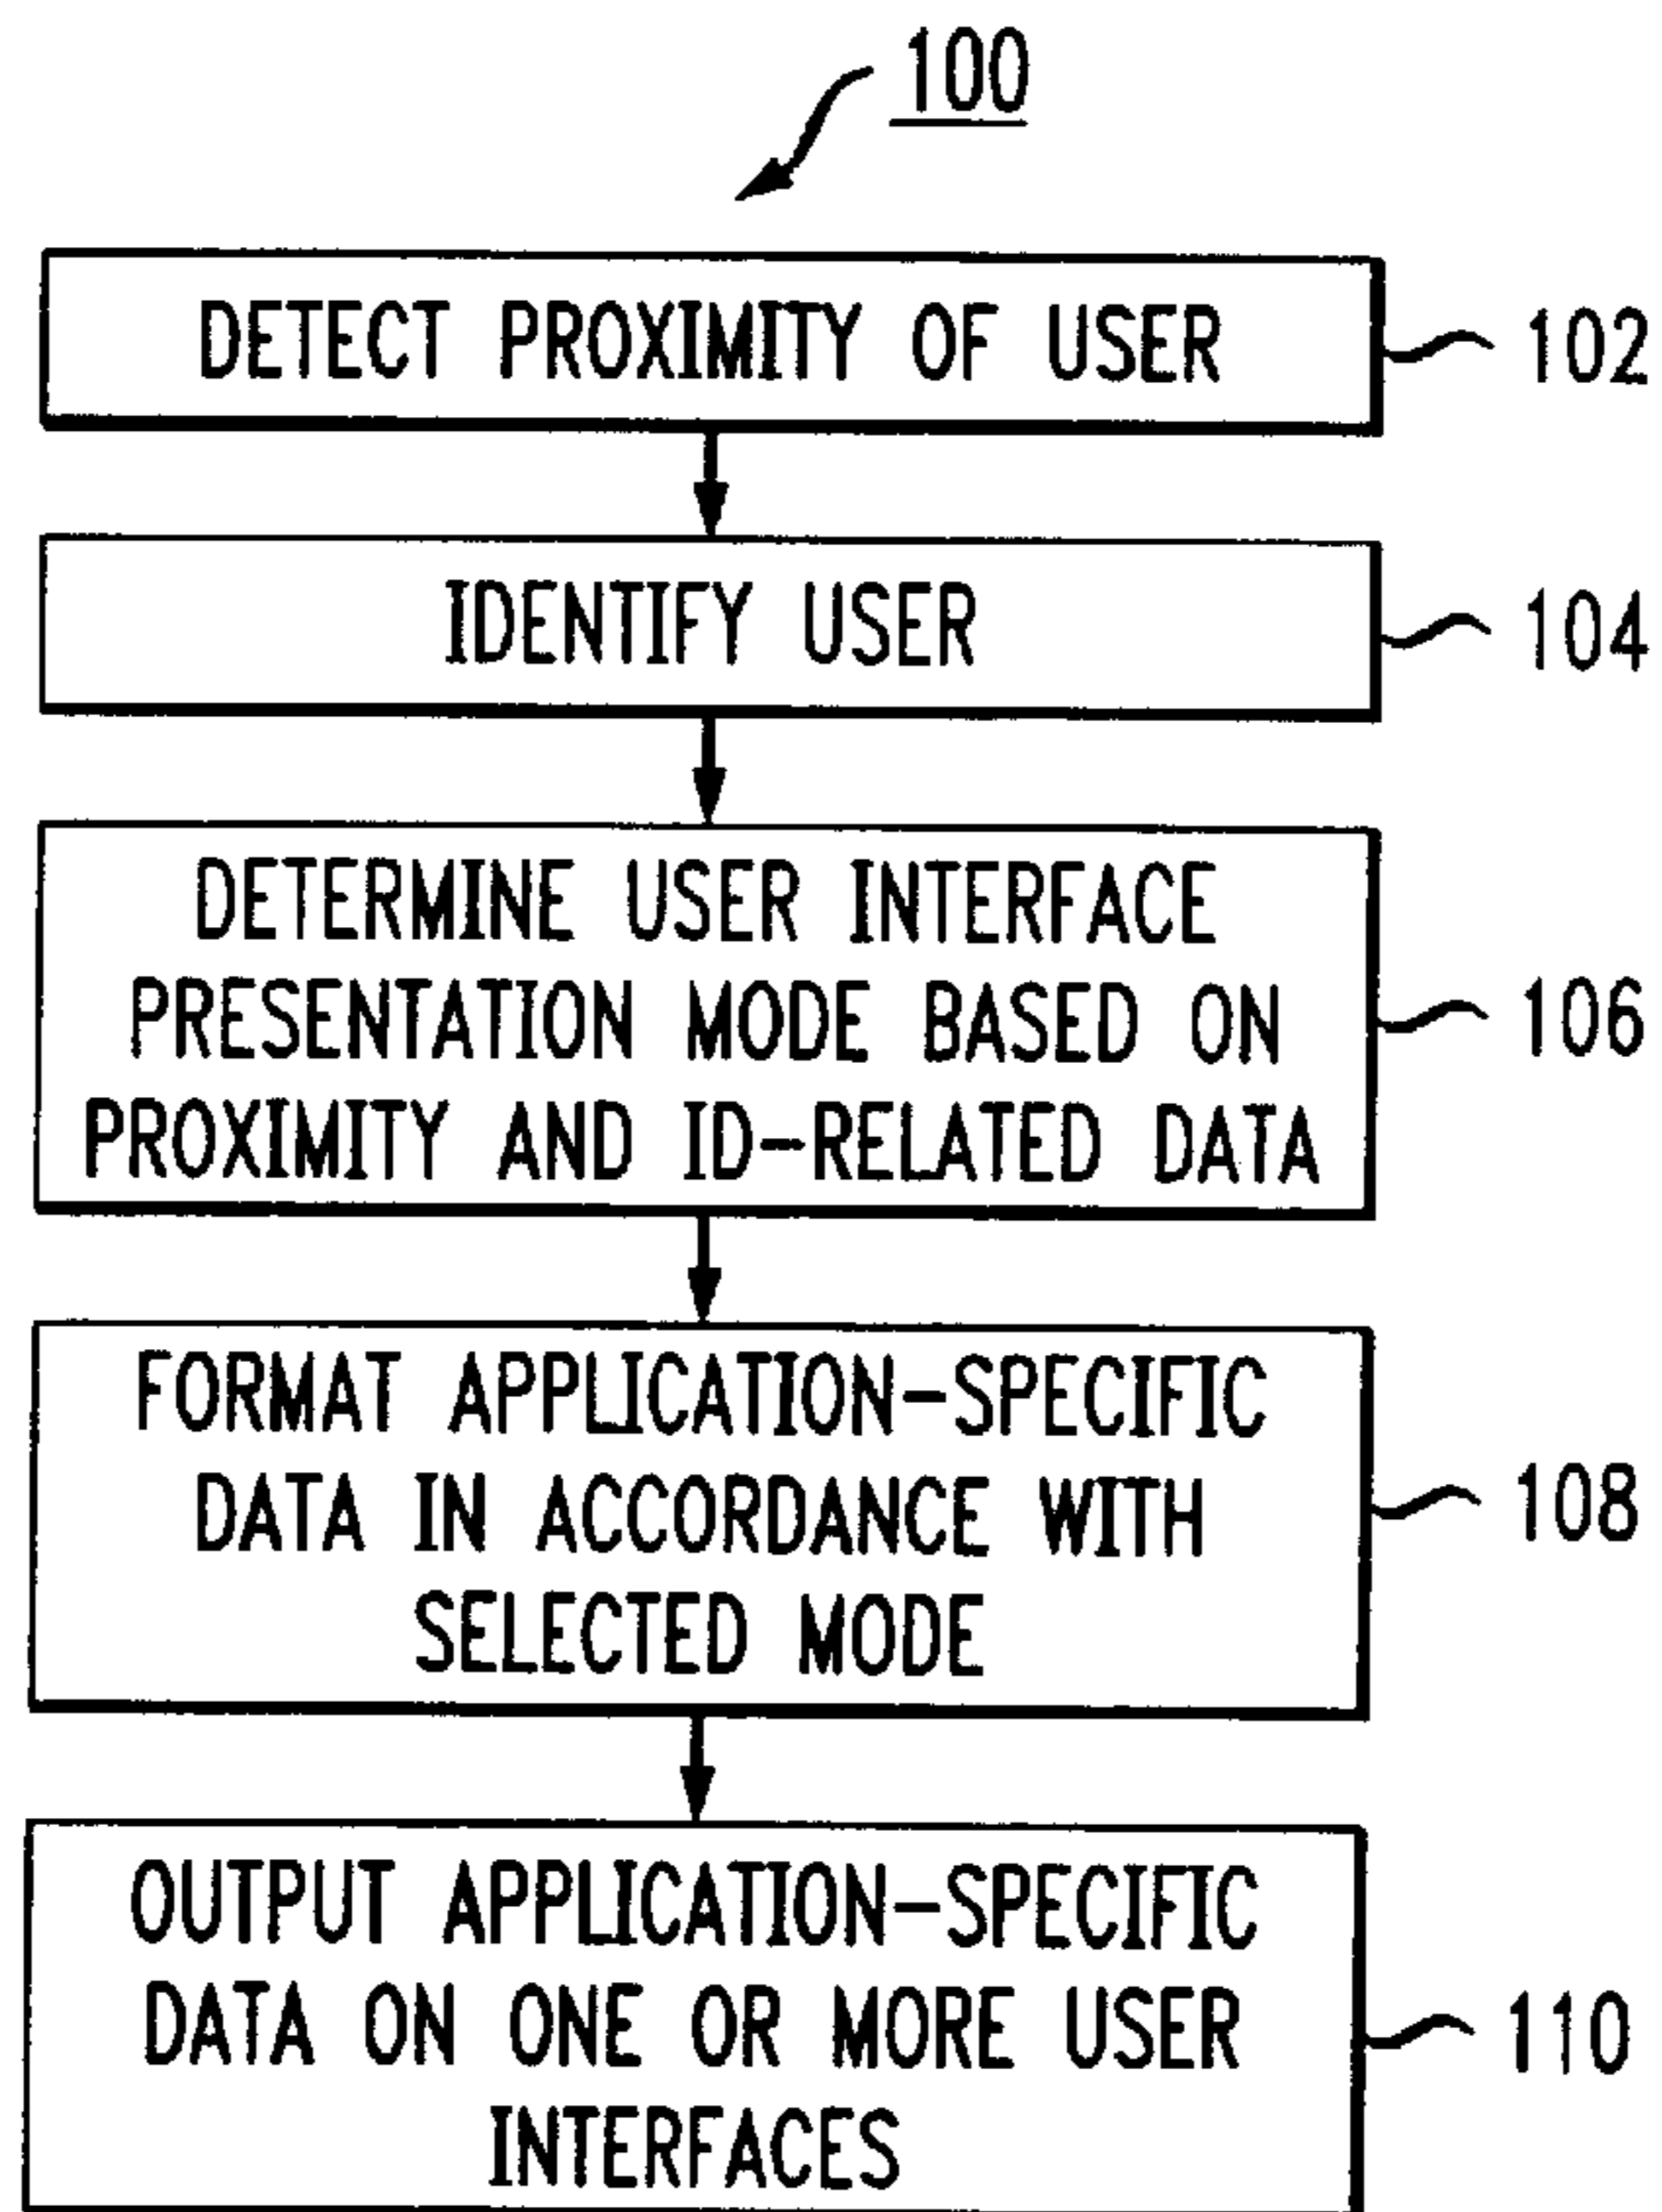 100
DETECT PROXIMITY OF USER
102
IDENTIFY USER
104
DETERMINE USER INTERFACE
PRESENTATION MODE BASED ON
PROXIMITY AND ID-RELATED DATA
106
FORMAT APPLICATION-SPECIFIC
DATA IN ACCORDANCE WITH
SELECTED MODE
108
OUTPUT APPLICATION-SPECIFIC
DATA ON ONE OR MORE USER
INTERFACES
110